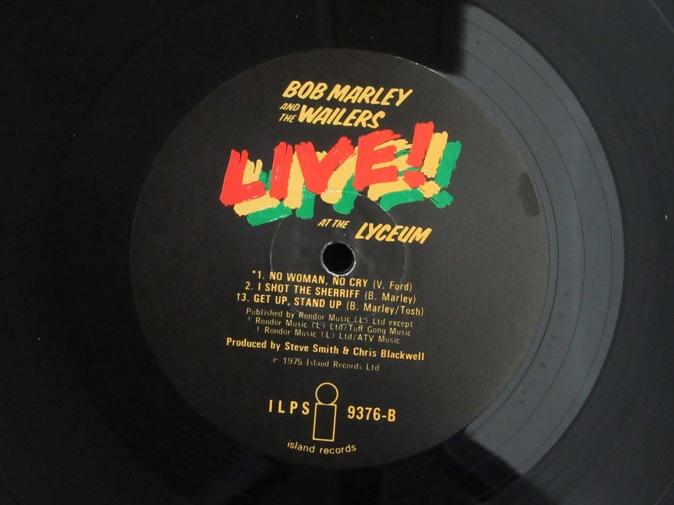 BOB MARLEY
AND
THE WAILERS
LIVE!!
AT THE LYCEUM
*1. NO WOMAN, NO CRY (V. Ford)
2. I SHOT THE SHERRIFF (B. Marley)
†3. GET UP, STAND UP (B. Marley/Tosh)
Published by Rondor Music (L) Ltd except
* Rondor Music (L) Ltd/Tuff Gong Music
† Rondor Music (L) Ltd/ATV Music
Produced by Steve Smith & Chris Blackwell
℗ 1975 Island Records Ltd
ILPS i 9376-B
island records